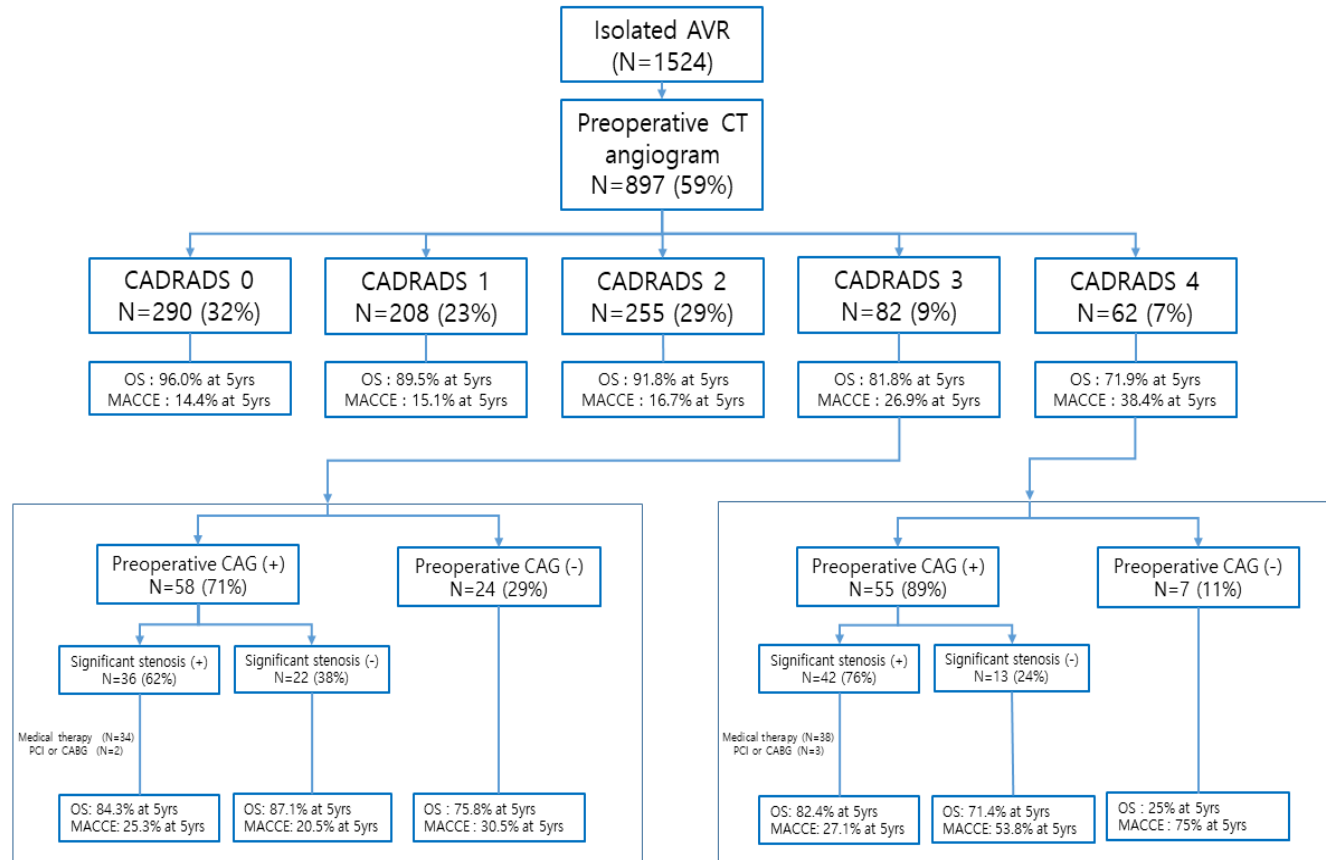 Isolated AVR
(N=1524)
Preoperative CT
angiogram
N=897 (59%)
CADRADS 0
N=290 (32%)
CADRADS 1
N=208 (23%)
CADRADS 2
N=255 (29%)
CADRADS 3
N=82 (9%)
CADRADS 4
N=62 (7%)
OS : 96.0% at 5yrs
MACCE : 14.4% at 5yrs
OS : 89.5% at 5yrs
MACCE : 15.1% at 5yrs
OS : 91.8% at 5yrs
MACCE : 16.7% at 5yrs
OS : 81.8% at 5yrs
MACCE : 26.9% at 5yrs
OS : 71.9% at 5yrs
MACCE : 38.4% at 5yrs
Preoperative CAG (+)
N=58 (71%)
Preoperative CAG (-)
N=24 (29%)
Significant stenosis (+)
N=36 (62%)
Significant stenosis (-)
N=22 (38%)
Medical therapy (N=34)
PCI or CABG (N=2)
OS: 84.3% at 5yrs
MACCE: 25.3% at 5yrs
OS: 87.1% at 5yrs
MACCE: 20.5% at 5yrs
OS : 75.8% at 5yrs
MACCE : 30.5% at 5yrs
Preoperative CAG (+)
N=55 (89%)
Preoperative CAG (-)
N=7 (11%)
Significant stenosis (+)
N=42 (76%)
Significant stenosis (-)
N=13 (24%)
Medical therapy (N=38)
PCI or CABG (N=3)
OS: 82.4% at 5yrs
MACCE: 27.1% at 5yrs
OS: 71.4% at 5yrs
MACCE: 53.8% at 5yrs
OS : 25% at 5yrs
MACCE : 75% at 5yrs